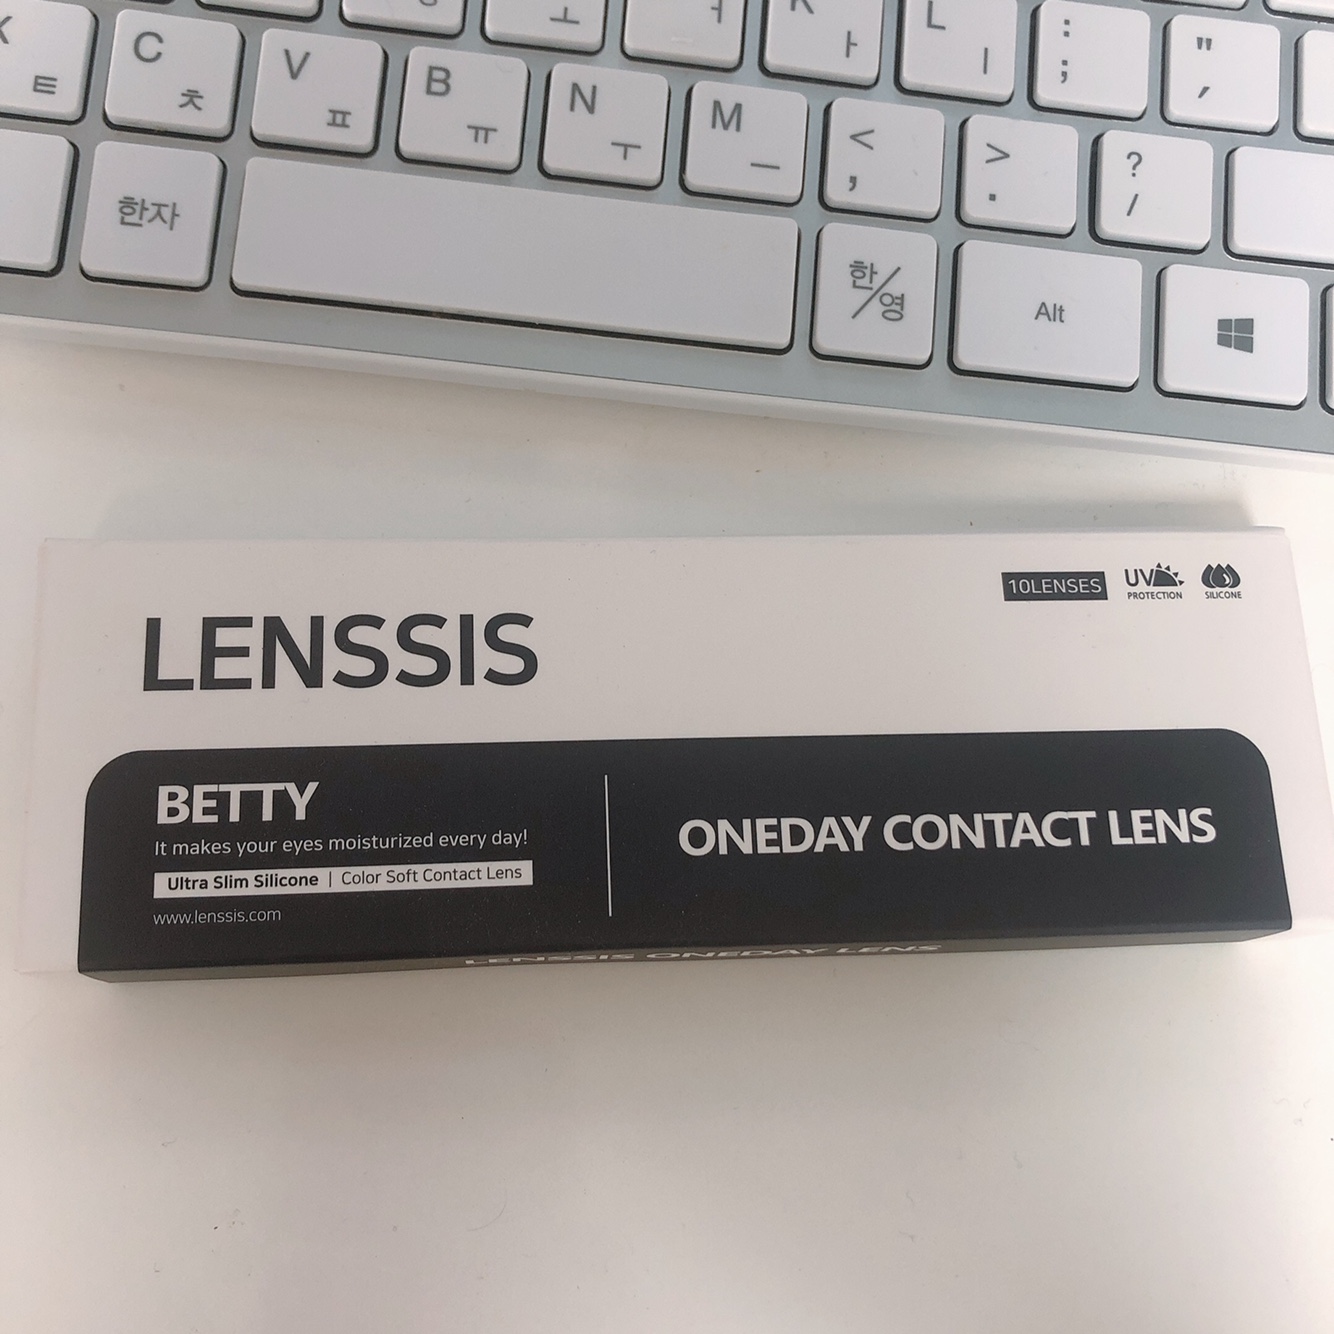 K
L
:
;
"
,
ㅗ
ㅓ
ㅏ
ㅣ
C
ㅊ
V
ㅍ
B
ㅠ
N
ㅜ
M
ㅡ
<
,
>
.
?
/
ㅌ
한자
한/영
Alt
10LENSES
UV
PROTECTION
SILICONE
LENSSIS
BETTY
It makes your eyes moisturized every day!
Ultra Slim Silicone | Color Soft Contact Lens
www.lenssis.com
ONEDAY CONTACT LENS
LENSSIS ONEDAY LENS